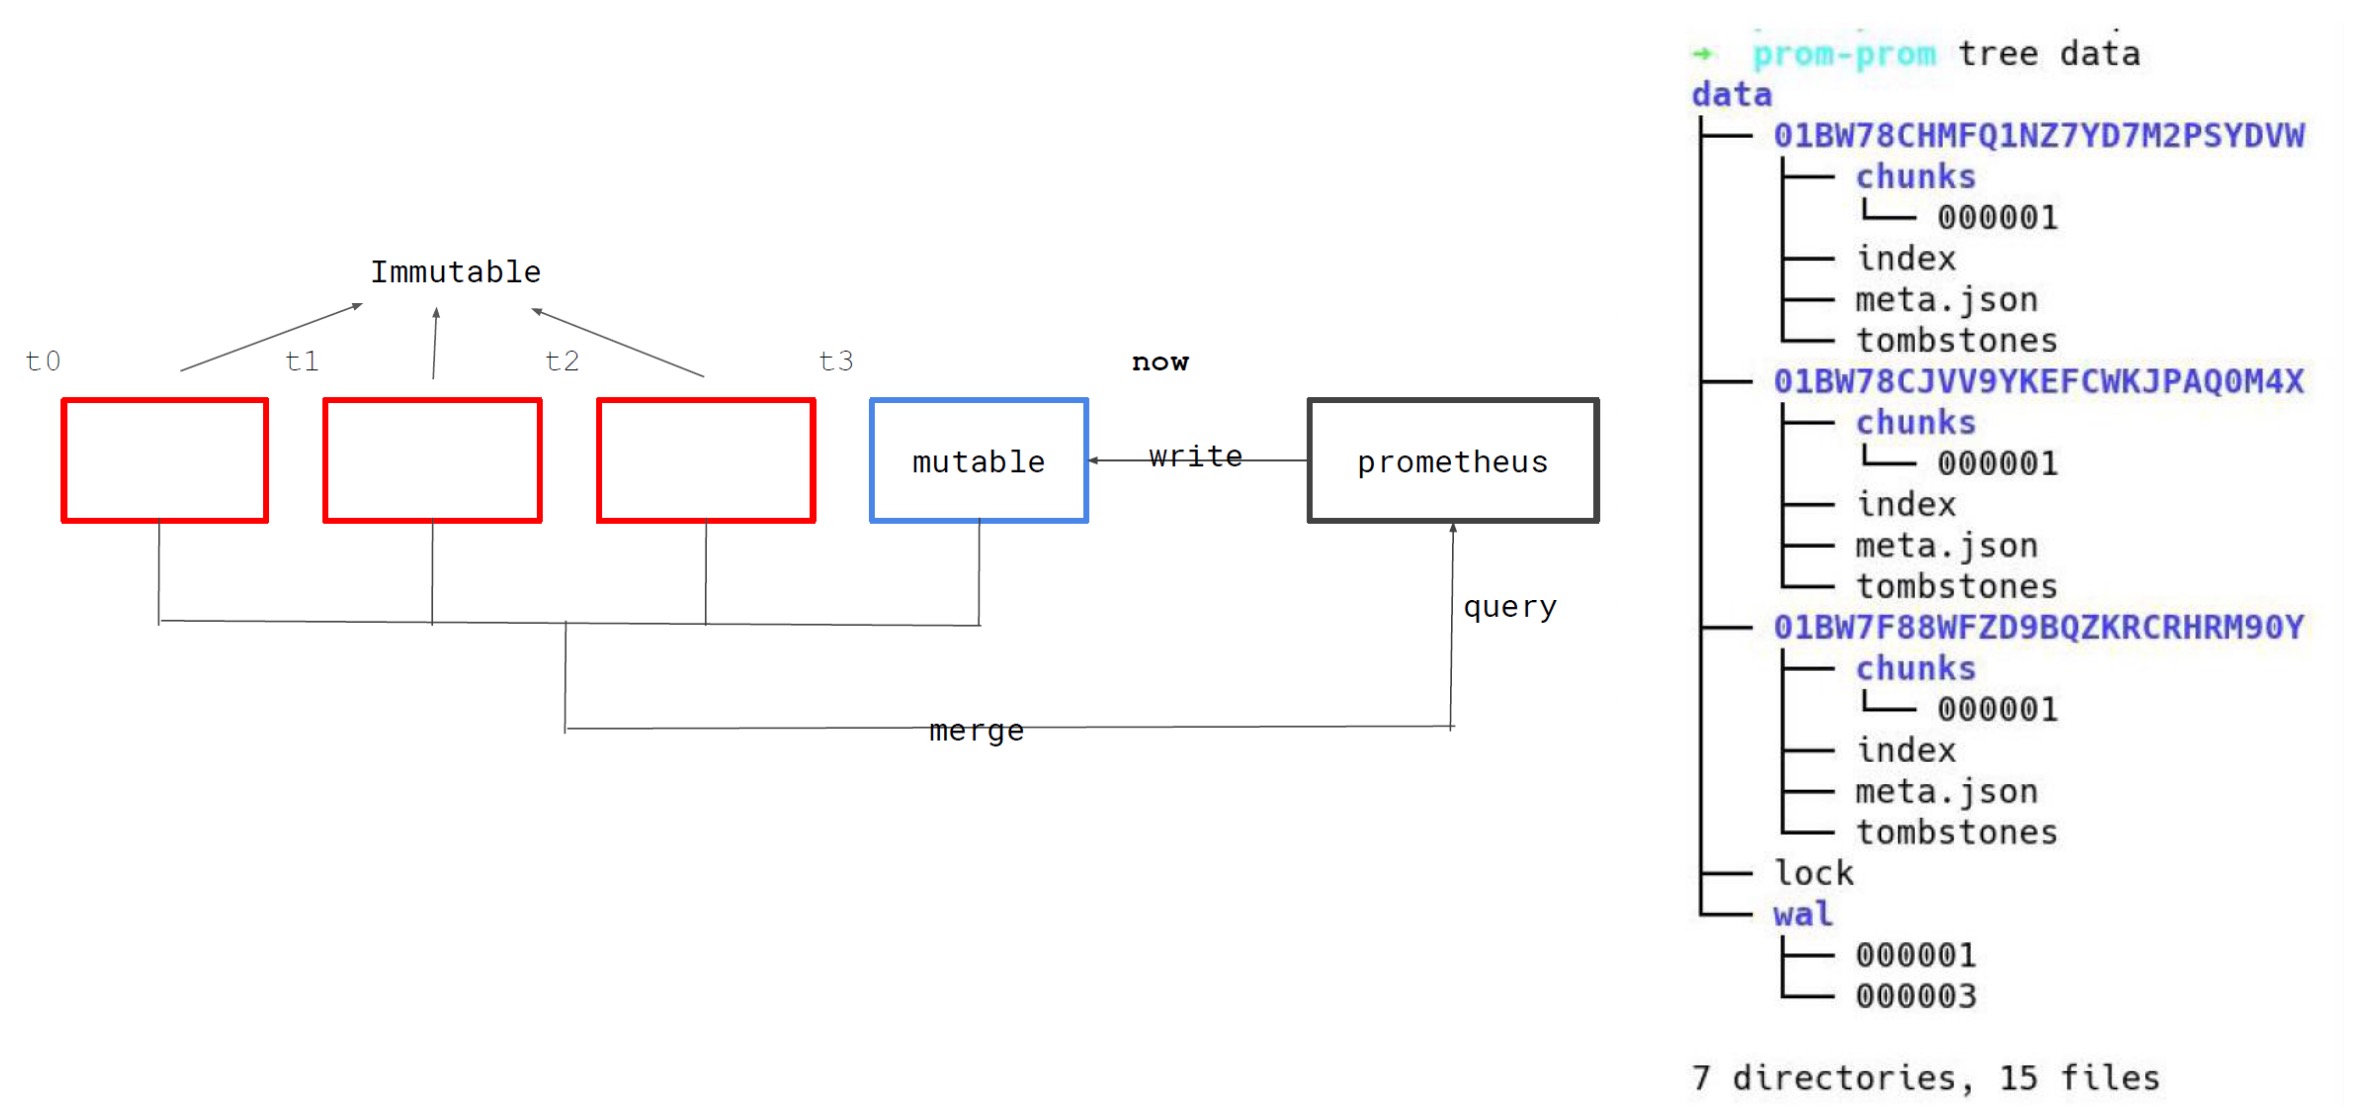 Immutable
t0
t1
t2
t3
now
mutable
write
prometheus
query
merge
→ prom-prom tree data
data
├── 01BW78CHMFQ1NZ7YD7M2PSYDVW
│   ├── chunks
│   │   └── 000001
│   ├── index
│   ├── meta.json
│   └── tombstones
├── 01BW78CJVV9YKEFCWKJPAQ0M4X
│   ├── chunks
│   │   └── 000001
│   ├── index
│   ├── meta.json
│   └── tombstones
├── 01BW7F88WFZD9BQZKRCRHRM90Y
│   ├── chunks
│   │   └── 000001
│   ├── index
│   ├── meta.json
│   └── tombstones
├── lock
└── wal
    ├── 000001
    └── 000003
7 directories, 15 files